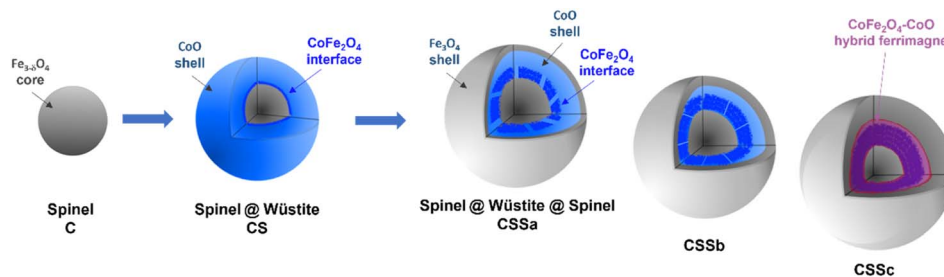 Fe3-δO4
core
Spinel
C
CoO
shell
CoFe2O4
interface
Spinel @ Wüstite
CS
Fe3O4
shell
CoO
shell
CoFe2O4
interface
Spinel @ Wüstite @ Spinel
CSSa
CSSb
CoFe2O4-CoO
hybrid ferrimagne
CSSc